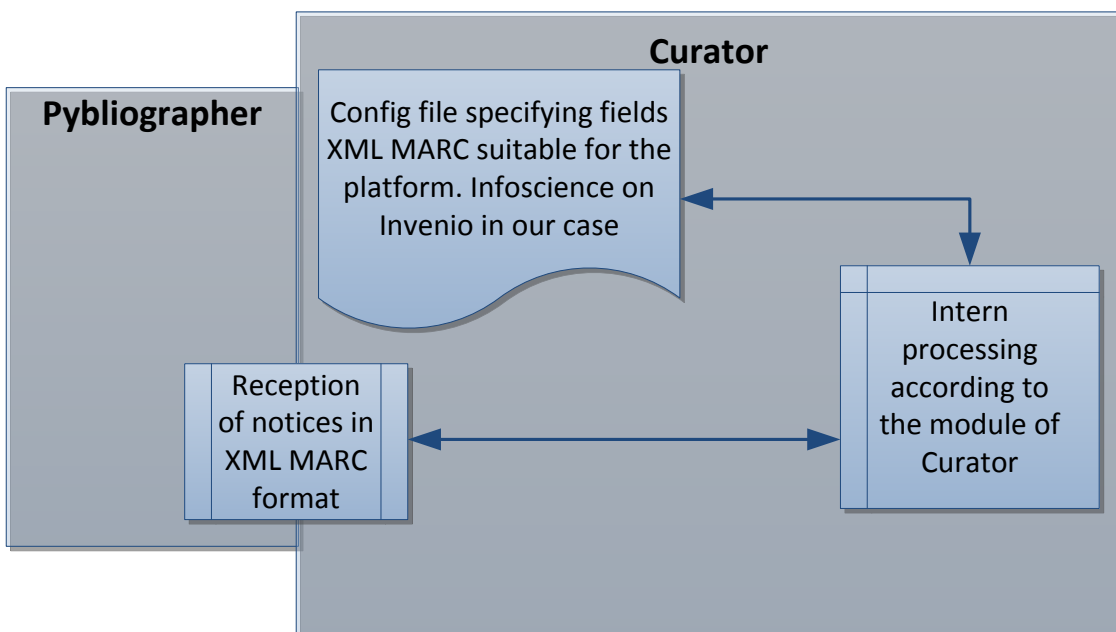 Curator
Pybliographer
Config file specifying fields
XML MARC suitable for the
platform. Infoscience on
Invenio in our case
Intern
processing
according to
the module of
Curator
Reception
of notices in
XML MARC
format